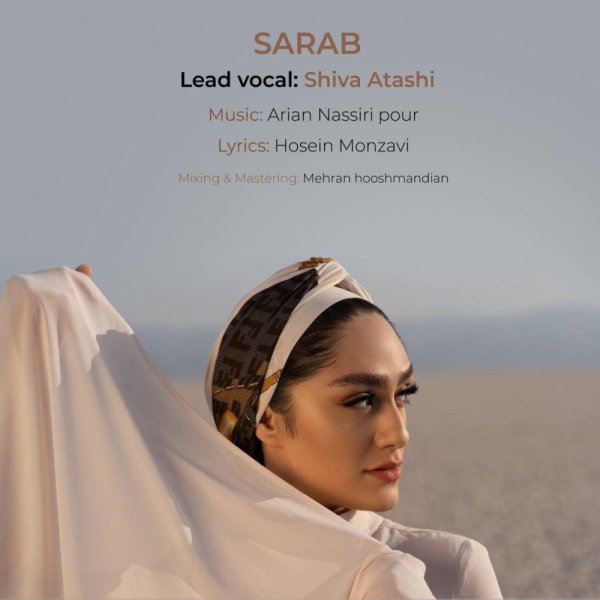 SARAB
Lead vocal: Shiva Atashi
Music: Arian Nassiri pour
Lyrics: Hosein Monzavi
Mixing & Mastering: Mehran hooshmandian